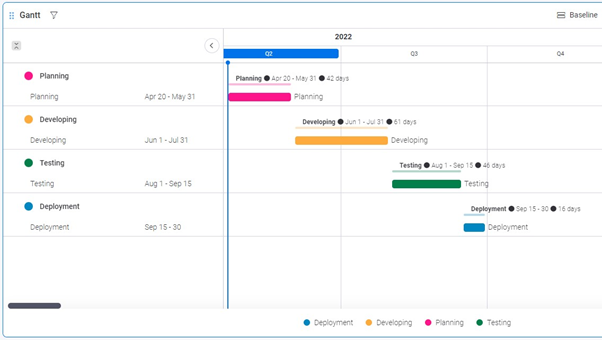 Gantt
Baseline
2022
Q2 Q3 Q4
Planning
Planning Apr 20 - May 31
Planning ● Apr 20 - May 31 ● 42 days
Planning
Developing
Developing Jun 1 - Jul 31
Developing ● Jun 1 - Jul 31 ● 61 days
Developing
Testing
Testing Aug 1 - Sep 15
Testing ● Aug 1 - Sep 15 ● 46 days
Testing
Deployment
Deployment Sep 15 - 30
Deployment ● Sep 15 - 30 ● 16 days
Deployment
Deployment Developing Planning Testing